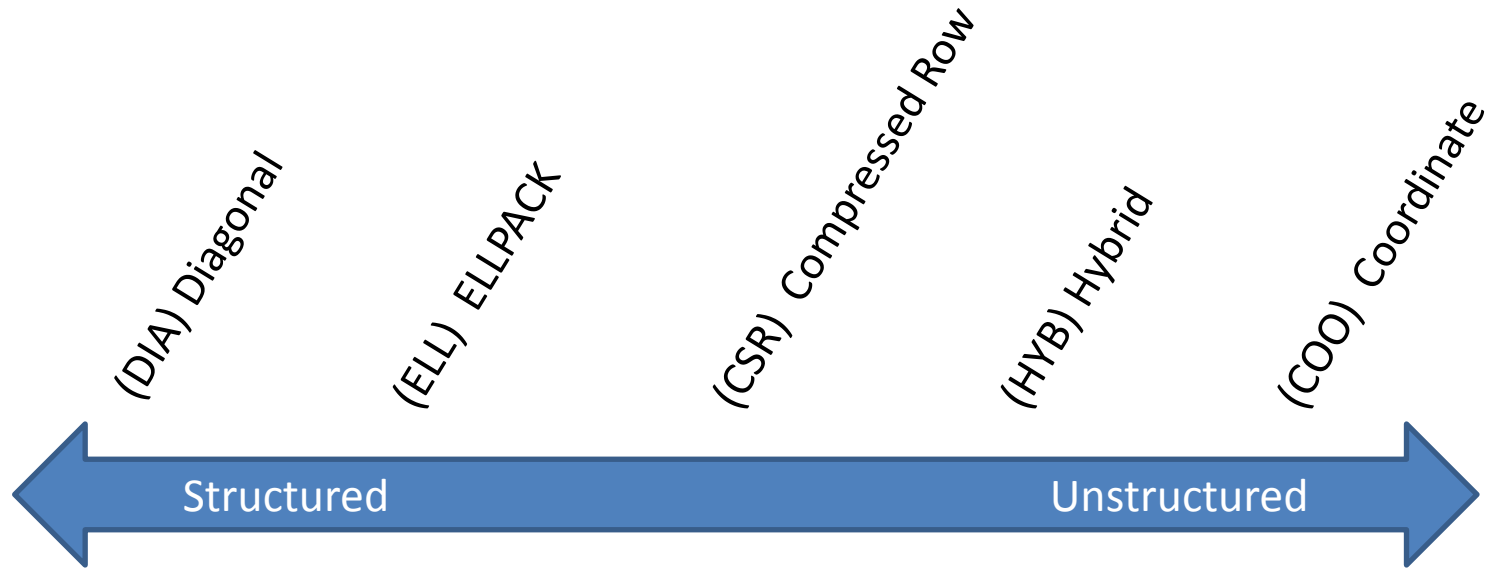 (DIA) Diagonal
(ELL) ELLPACK
(CSR) Compressed Row
(HYB) Hybrid
(COO) Coordinate
Structured
Unstructured